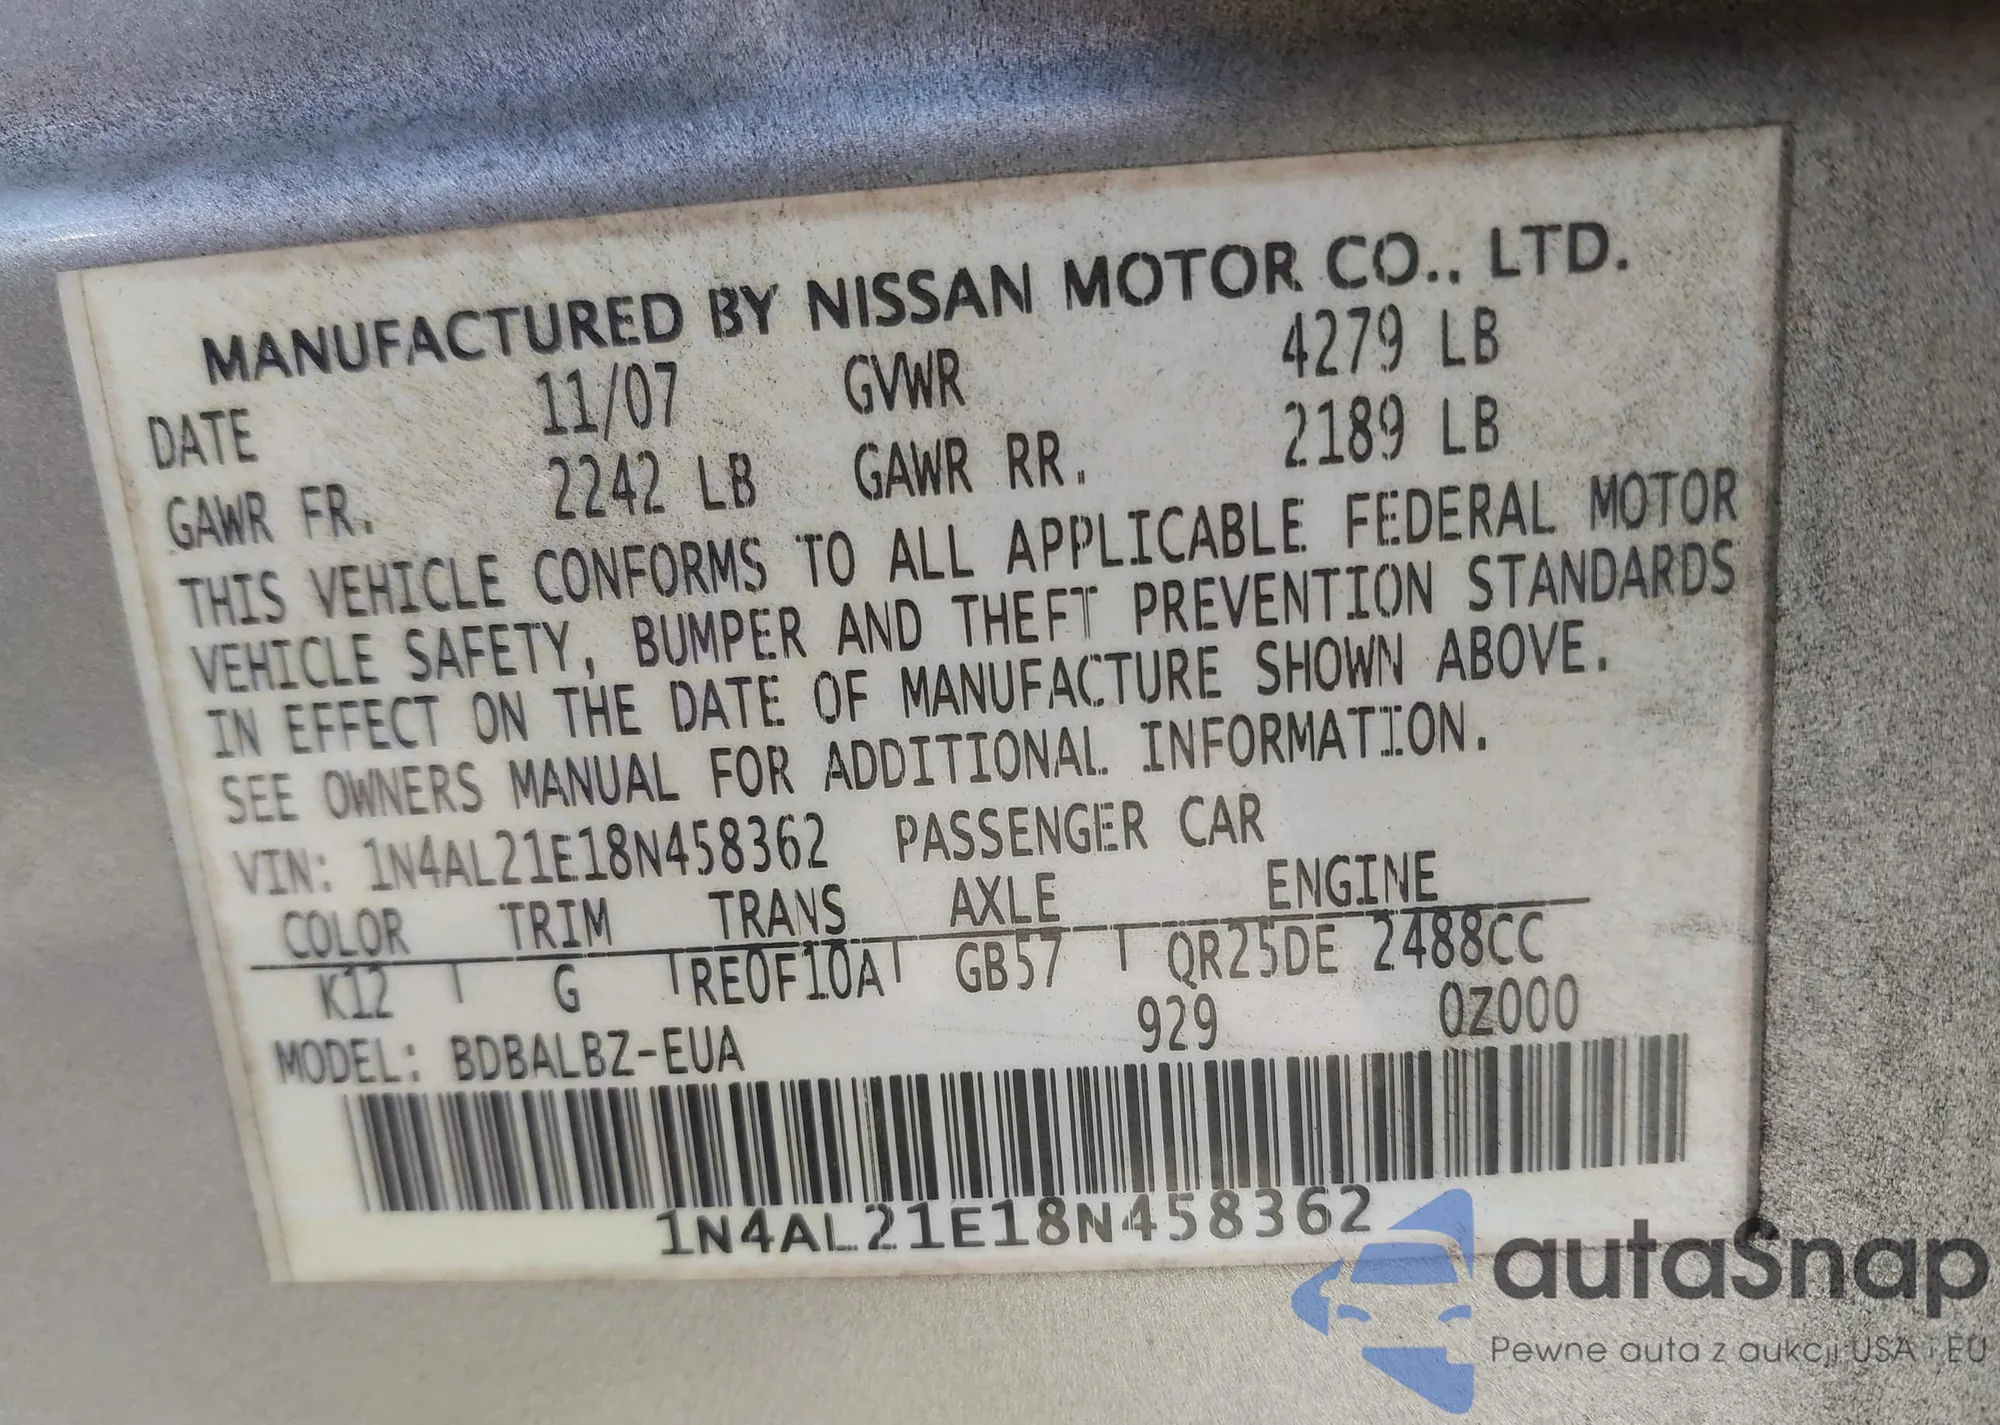 MANUFACTURED BY NISSAN MOTOR CO., LTD.
DATE 11/07 GVWR 4279 LB
GAWR FR. 2242 LB GAWR RR. 2189 LB
THIS VEHICLE CONFORMS TO ALL APPLICABLE FEDERAL MOTOR
VEHICLE SAFETY, BUMPER AND THEFT PREVENTION STANDARDS
IN EFFECT ON THE DATE OF MANUFACTURE SHOWN ABOVE.
SEE OWNERS MANUAL FOR ADDITIONAL INFORMATION.
VIN: 1N4AL21E18N458362 PASSENGER CAR
COLOR TRIM TRANS AXLE ENGINE
K12 G RE0F10A GB57 QR25DE 2488CC
929 0Z000
MODEL: BDBALBZ-EUA
1N4AL21E18N458362
autaSnap
Pewne auta z aukcji USA i EU